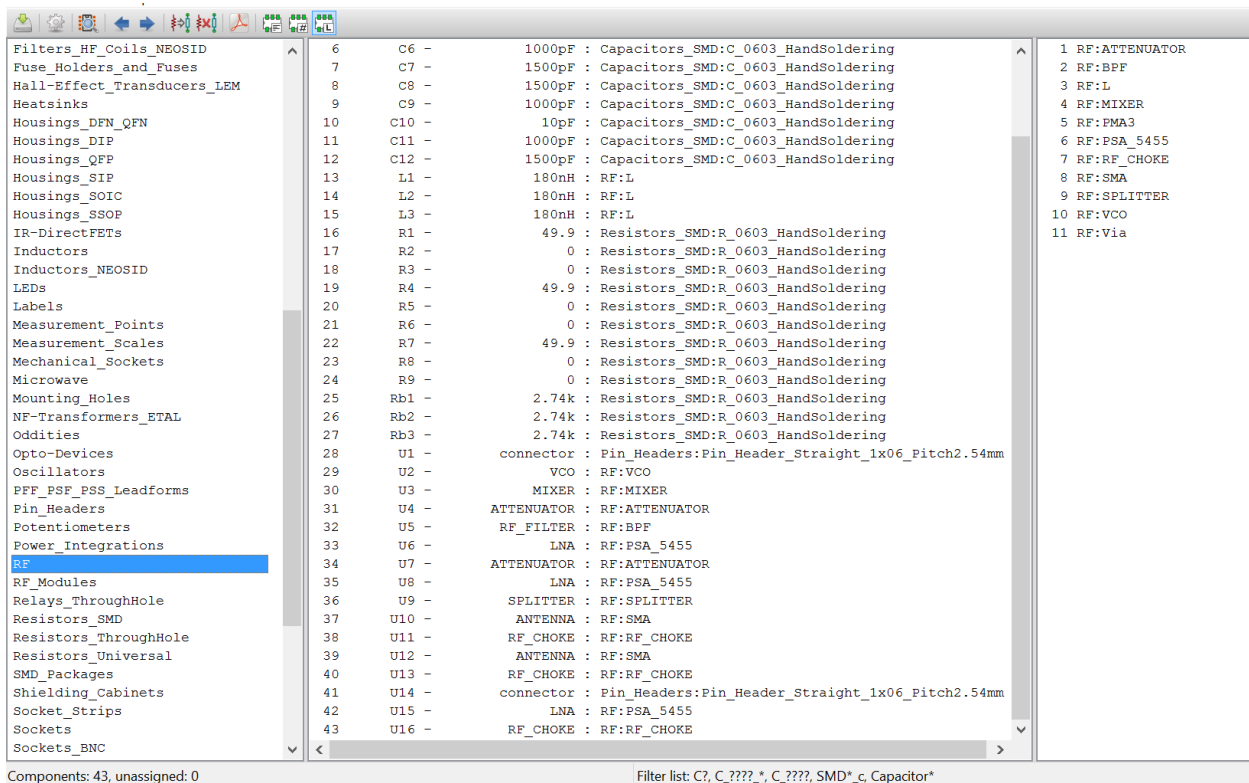 Filters_HF_Coils_NEOSID
Fuse_Holders_and_Fuses
Hall-Effect_Transducers_LEM
Heatsinks
Housings_DFN_QFN
Housings_DIP
Housings_QFP
Housings_SIP
Housings_SOIC
Housings_SSOP
IR-DirectFETs
Inductors
Inductors_NEOSID
LEDs
Labels
Measurement_Points
Measurement_Scales
Mechanical_Sockets
Microwave
Mounting_Holes
NF-Transformers_ETAL
Oddities
Opto-Devices
Oscillators
PFF_PSF_PSS_Leadforms
Pin_Headers
Potentiometers
Power_Integrations
RF
RF_Modules
Relays_ThroughHole
Resistors_SMD
Resistors_ThroughHole
Resistors_Universal
SMD_Packages
Shielding_Cabinets
Socket_Strips
Sockets
Sockets_BNC
6 C6 - 1000pF : Capacitors_SMD:C_0603_HandSoldering
7 C7 - 1500pF : Capacitors_SMD:C_0603_HandSoldering
8 C8 - 1500pF : Capacitors_SMD:C_0603_HandSoldering
9 C9 - 1000pF : Capacitors_SMD:C_0603_HandSoldering
10 C10 - 10pF : Capacitors_SMD:C_0603_HandSoldering
11 C11 - 1000pF : Capacitors_SMD:C_0603_HandSoldering
12 C12 - 1500pF : Capacitors_SMD:C_0603_HandSoldering
13 L1 - 180nH : RF:L
14 L2 - 180nH : RF:L
15 L3 - 180nH : RF:L
16 R1 - 49.9 : Resistors_SMD:R_0603_HandSoldering
17 R2 - 0 : Resistors_SMD:R_0603_HandSoldering
18 R3 - 0 : Resistors_SMD:R_0603_HandSoldering
19 R4 - 49.9 : Resistors_SMD:R_0603_HandSoldering
20 R5 - 0 : Resistors_SMD:R_0603_HandSoldering
21 R6 - 0 : Resistors_SMD:R_0603_HandSoldering
22 R7 - 49.9 : Resistors_SMD:R_0603_HandSoldering
23 R8 - 0 : Resistors_SMD:R_0603_HandSoldering
24 R9 - 0 : Resistors_SMD:R_0603_HandSoldering
25 Rb1 - 2.74k : Resistors_SMD:R_0603_HandSoldering
26 Rb2 - 2.74k : Resistors_SMD:R_0603_HandSoldering
27 Rb3 - 2.74k : Resistors_SMD:R_0603_HandSoldering
28 U1 - connector : Pin_Headers:Pin_Header_Straight_1x06_Pitch2.54mm
29 U2 - VCO : RF:VCO
30 U3 - MIXER : RF:MIXER
31 U4 - ATTENUATOR : RF:ATTENUATOR
32 U5 - RF_FILTER : RF:BPF
33 U6 - LNA : RF:PSA_5455
34 U7 - ATTENUATOR : RF:ATTENUATOR
35 U8 - LNA : RF:PSA_5455
36 U9 - SPLITTER : RF:SPLITTER
37 U10 - ANTENNA : RF:SMA
38 U11 - RF_CHOKE : RF:RF_CHOKE
39 U12 - ANTENNA : RF:SMA
40 U13 - RF_CHOKE : RF:RF_CHOKE
41 U14 - connector : Pin_Headers:Pin_Header_Straight_1x06_Pitch2.54mm
42 U15 - LNA : RF:PSA_5455
43 U16 - RF_CHOKE : RF:RF_CHOKE
1 RF:ATTENUATOR
2 RF:BPF
3 RF:L
4 RF:MIXER
5 RF:PMA3
6 RF:PSA_5455
7 RF:RF_CHOKE
8 RF:SMA
9 RF:SPLITTER
10 RF:VCO
11 RF:Via
Components: 43, unassigned: 0
Filter list: C?, C_????_*, C_????, SMD*_c, Capacitor*